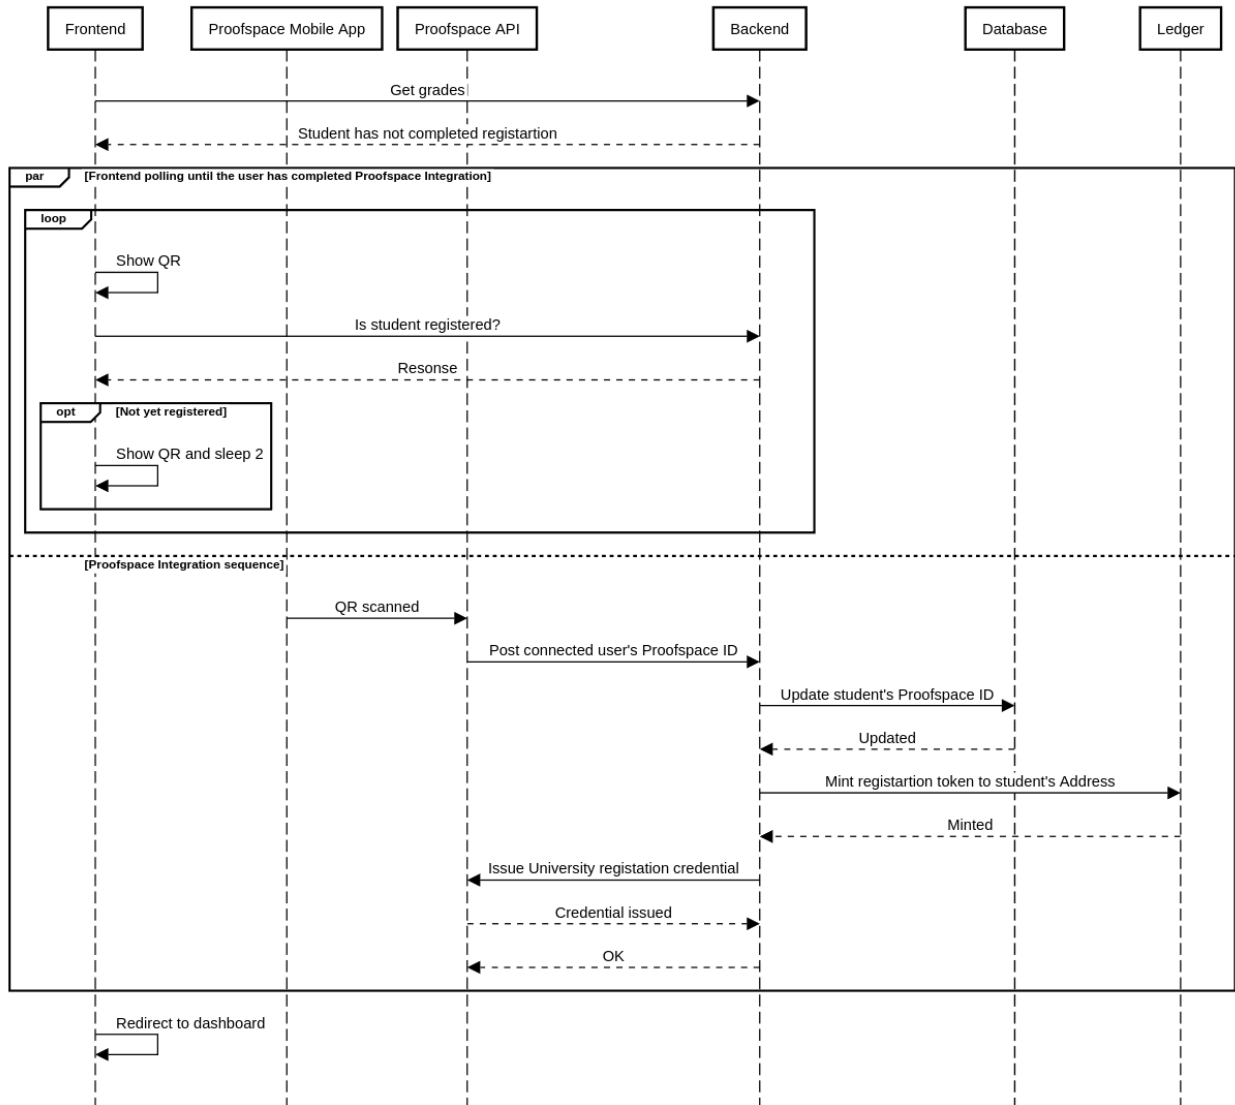 Frontend
Proofspace Mobile App
Proofspace API
Backend
Database
Ledger
Get grades
Student has not completed registartion
par
[Frontend polling until the user has completed Proofspace Integration]
loop
Show QR
Is student registered?
Resonse
opt
[Not yet registered]
Show QR and sleep 2
[Proofspace Integration sequence]
QR scanned
Post connected user's Proofspace ID
Update student's Proofspace ID
Updated
Mint registartion token to student's Address
Minted
Issue University registation credential
Credential issued
OK
Redirect to dashboard